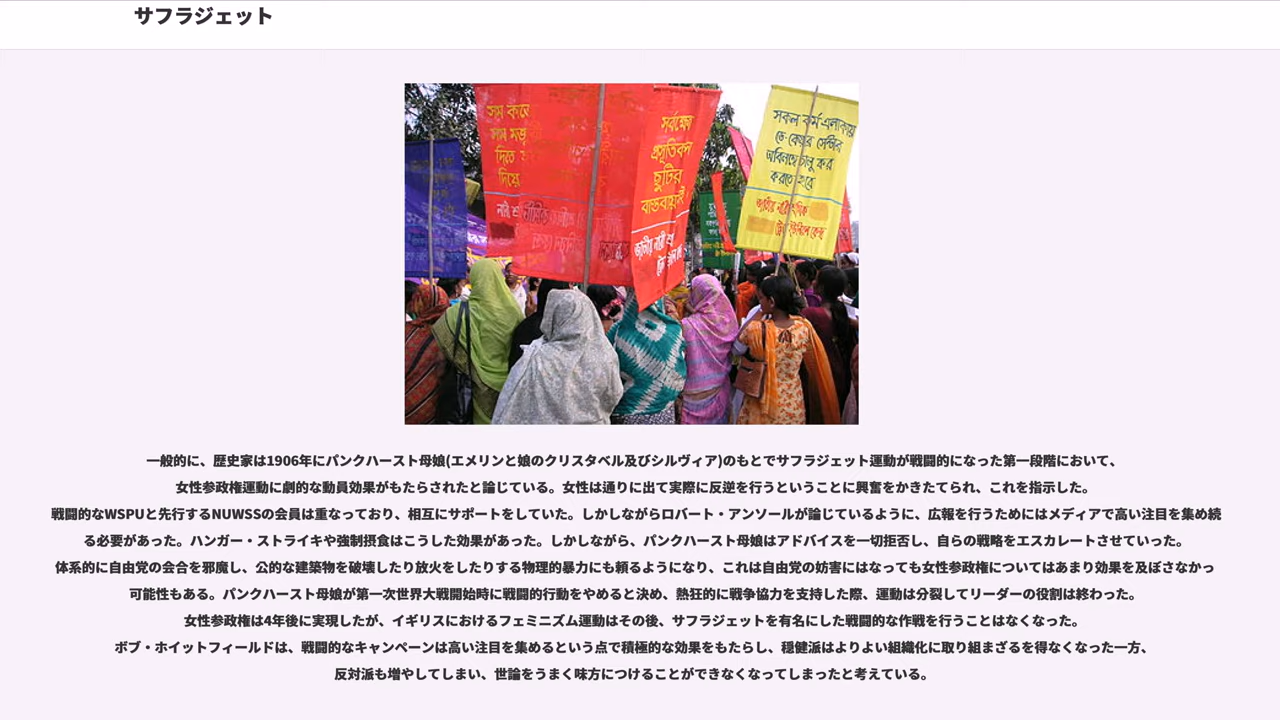 サフラジェット
সম কাজে
সম মজু
দিতে
দিয়ে
সর্বক্ষেত্রে
প্রসূতিকালীন
ছুটির
বাস্তবায়ন
জাতীয় নারী শ্র
সকল কর্ম এলাকায়
ডে-কেয়ার সেন্টার
অবিলম্বে চালু কর
করতে হবে
জাতীয় নারী শ্রমিক
ট্রেড ইউনিয়ন কেন্দ্র
一般的に、歴史家は1906年にパンクハースト母娘(エメリンと娘のクリスタベル及びシルヴィア)のもとでサフラジェット運動が戦闘的になった第一段階において、
女性参政権運動に劇的な動員効果がもたらされたと論じている。女性は通りに出て実際に反逆を行うということに興奮をかきたてられ、これを指示した。
戦闘的なWSPUと先行するNUWSSの会員は重なっており、相互にサポートをしていた。しかしながらロバート・アンソールが論じているように、広報を行うためにはメディアで高い注目を集め続
る必要があった。ハンガー・ストライキや強制摂食はこうした効果があった。しかしながら、パンクハースト母娘はアドバイスを一切拒否し、自らの戦略をエスカレートさせていった。
体系的に自由党の会合を邪魔し、公的な建築物を破壊したり放火をしたりする物理的暴力にも頼るようになり、これは自由党の妨害にはなっても女性参政権についてはあまり効果を及ぼさなかっ
可能性もある。パンクハースト母娘が第一次世界大戦開始時に戦闘的行動をやめると決め、熱狂的に戦争協力を支持した際、運動は分裂してリーダーの役割は終わった。
女性参政権は4年後に実現したが、イギリスにおけるフェミニズム運動はその後、サフラジェットを有名にした戦闘的な作戦を行うことはなくなった。
ボブ・ホイットフィールドは、戦闘的なキャンペーンは高い注目を集めるという点で積極的な効果をもたらし、穏健派はよりよい組織化に取り組まざるを得なくなった一方、
反対派も増やしてしまい、世論をうまく味方につけることができなくなってしまったと考えている。